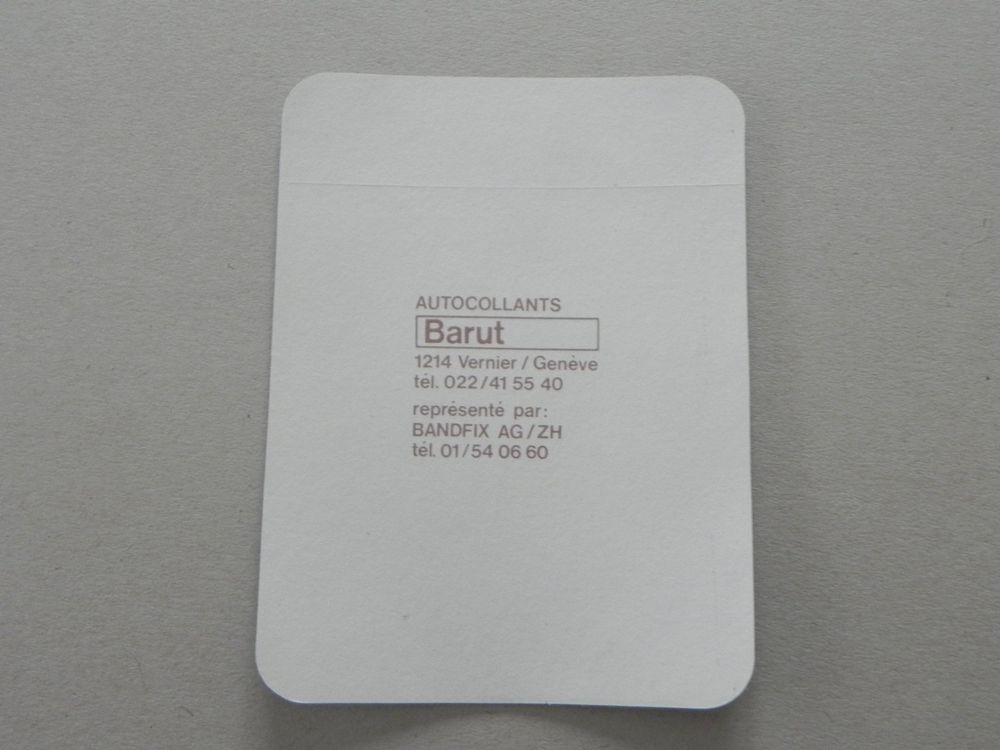 AUTOCOLLANTS
Barut
1214 Vernier / Genève
tél. 022/41 55 40
représenté par:
BANDFIX AG/ZH
tél. 01/54 06 60